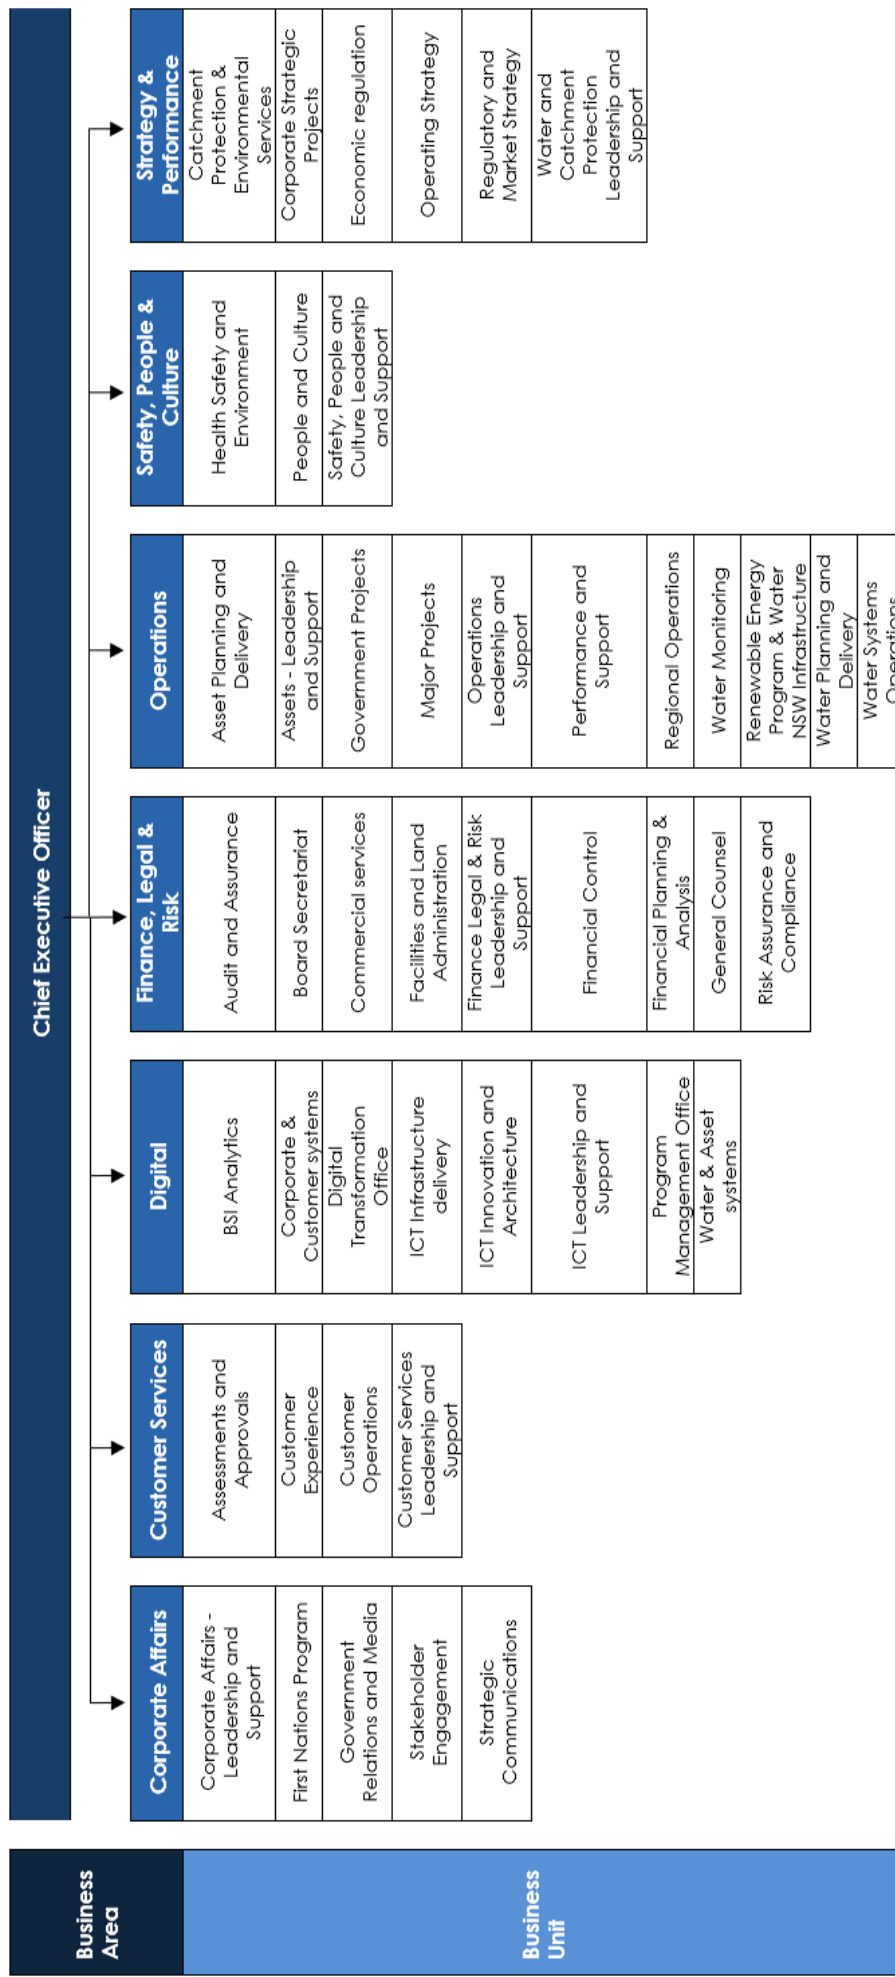 Chief Executive Officer
Business
Area
Business
Unit
Corporate Affairs
Corporate Affairs -
Leadership and
Support
First Nations Program
Government
Relations and Media
Stakeholder
Engagement
Strategic
Communications
Customer Services
Assessments and
Approvals
Customer
Experience
Customer
Operations
Customer Services
Leadership and
Support
Digital
BSI Analytics
Corporate &
Customer systems
Digital
Transformation
Office
ICT Infrastructure
delivery
ICT Innovation and
Architecture
ICT Leadership and
Support
Program
Management Office
Water & Asset
systems
Finance, Legal &
Risk
Audit and Assurance
Board Secretariat
Commercial services
Facilities and Land
Administration
Finance Legal & Risk
Leadership and
Support
Financial Control
Financial Planning &
Analysis
General Counsel
Risk Assurance and
Compliance
Operations
Asset Planning and
Delivery
Assets - Leadership
and Support
Government Projects
Major Projects
Operations
Leadership and
Support
Performance and
Support
Regional Operations
Water Monitoring
Renewable Energy
Program & Water
NSW Infrastructure
Water Planning and
Delivery
Water Systems
Operations
Safety, People &
Culture
Health Safety and
Environment
People and Culture
Safety, People and
Culture Leadership
and Support
Strategy &
Performance
Catchment
Protection &
Environmental
Services
Corporate Strategic
Projects
Economic regulation
Operating Strategy
Regulatory and
Market Strategy
Water and
Catchment
Protection
Leadership and
Support